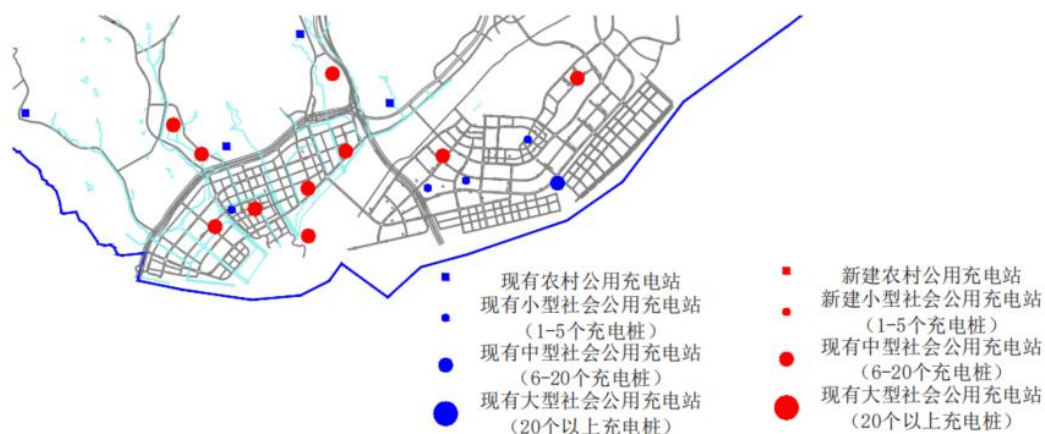 现有农村公用充电站
现有小型社会公用充电站
（1-5个充电桩）
现有中型社会公用充电站
（6-20个充电桩）
现有大型社会公用充电站
（20个以上充电桩）
新建农村公用充电站
新建小型社会公用充电站
（1-5个充电桩）
现有中型社会公用充电站
（6-20个充电桩）
现有大型社会公用充电站
（20个以上充电桩）